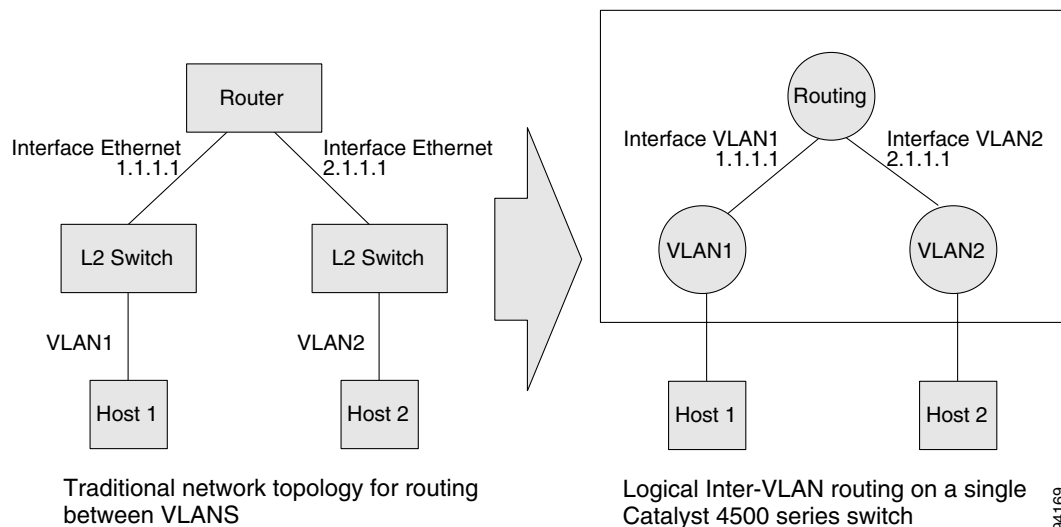 Router
Interface Ethernet
1.1.1.1
Interface Ethernet
2.1.1.1
L2 Switch
L2 Switch
VLAN1
VLAN2
Host 1
Host 2
Traditional network topology for routing
between VLANS
Routing
Interface VLAN1
1.1.1.1
Interface VLAN2
2.1.1.1
VLAN1
VLAN2
Host 1
Host 2
Logical Inter-VLAN routing on a single
Catalyst 4500 series switch